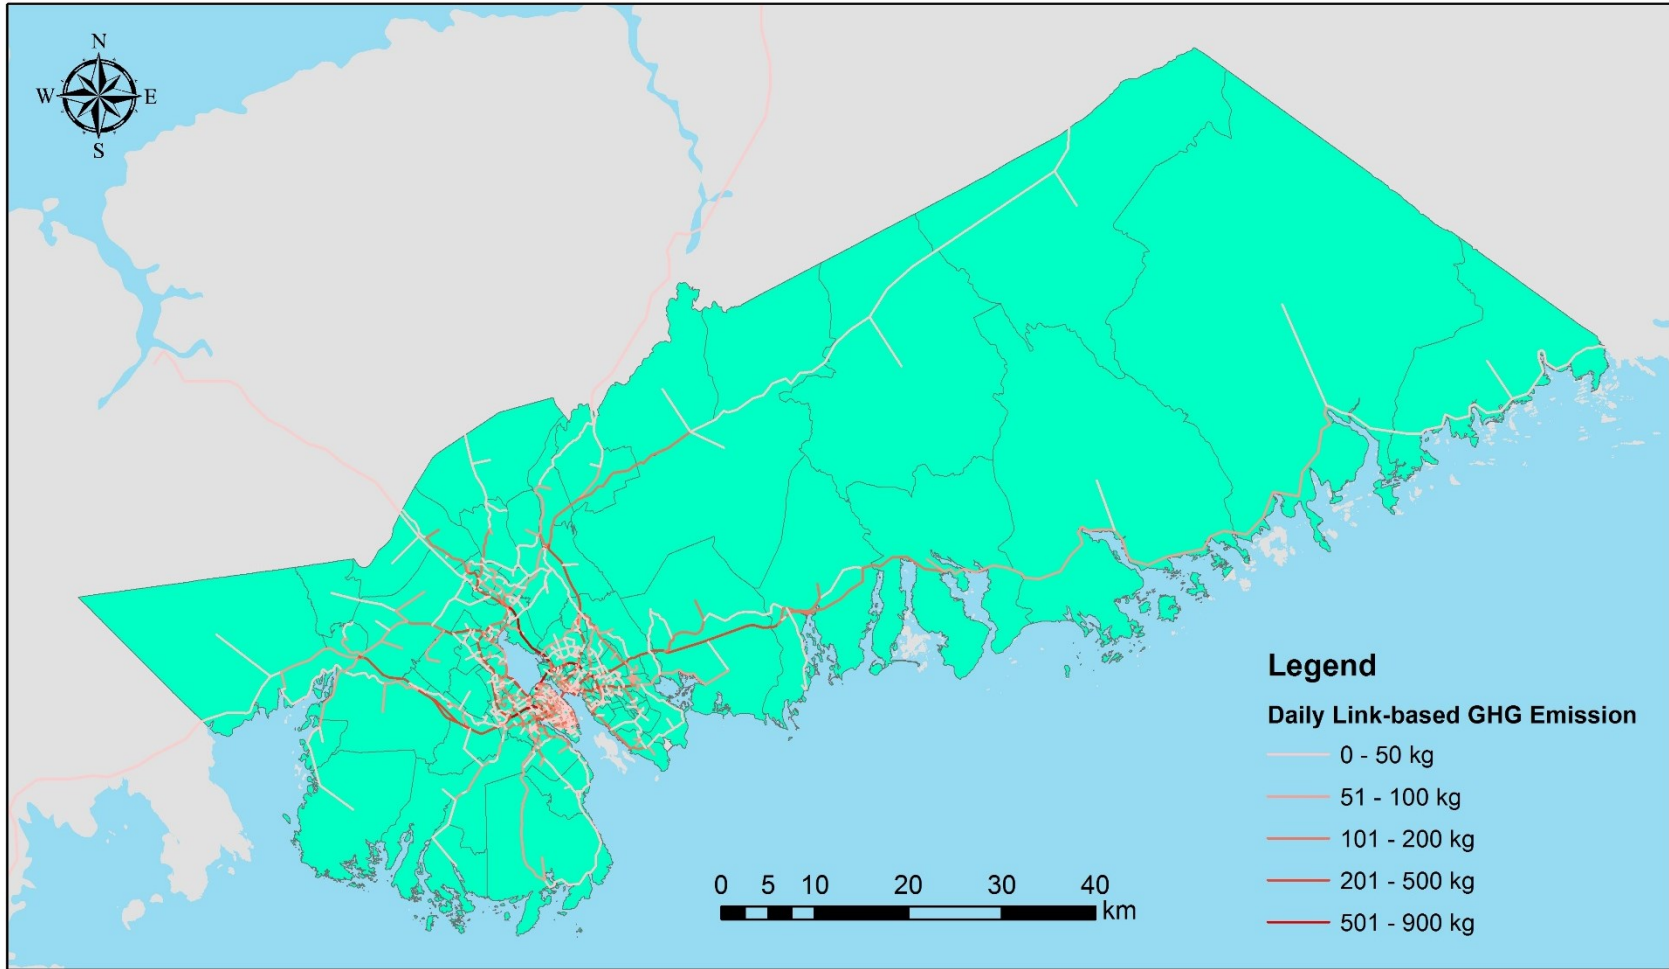 N
W E
S
Legend
Daily Link-based GHG Emission
0 - 50 kg
51 - 100 kg
101 - 200 kg
201 - 500 kg
501 - 900 kg
0 5 10 20 30 40
km